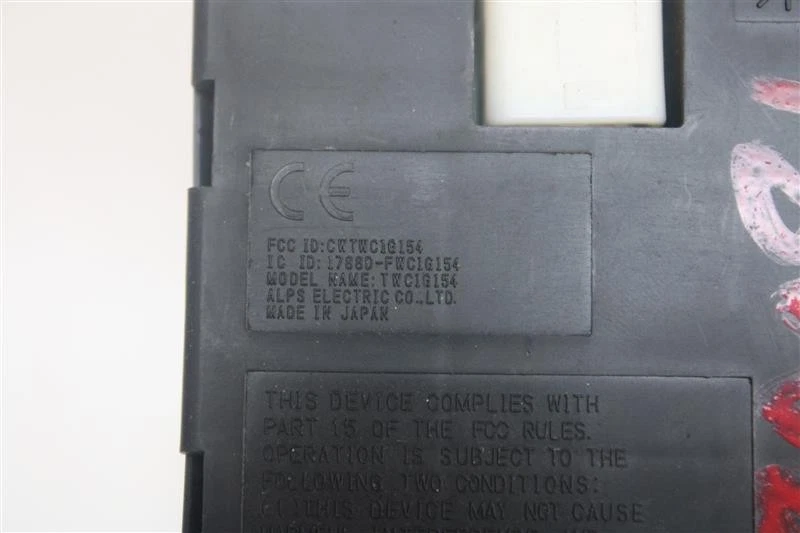 CE
FCC ID:CWTWC1G154
IC ID:1788D-FWC1G154
MODEL NAME:TWC1G154
ALPS ELECTRIC CO.,LTD.
MADE IN JAPAN
THIS DEVICE COMPLIES WITH
PART 15 OF THE FCC RULES.
OPERATION IS SUBJECT TO THE
FOLLOWING TWO CONDITIONS:
(1)THIS DEVICE MAY NOT CAUSE